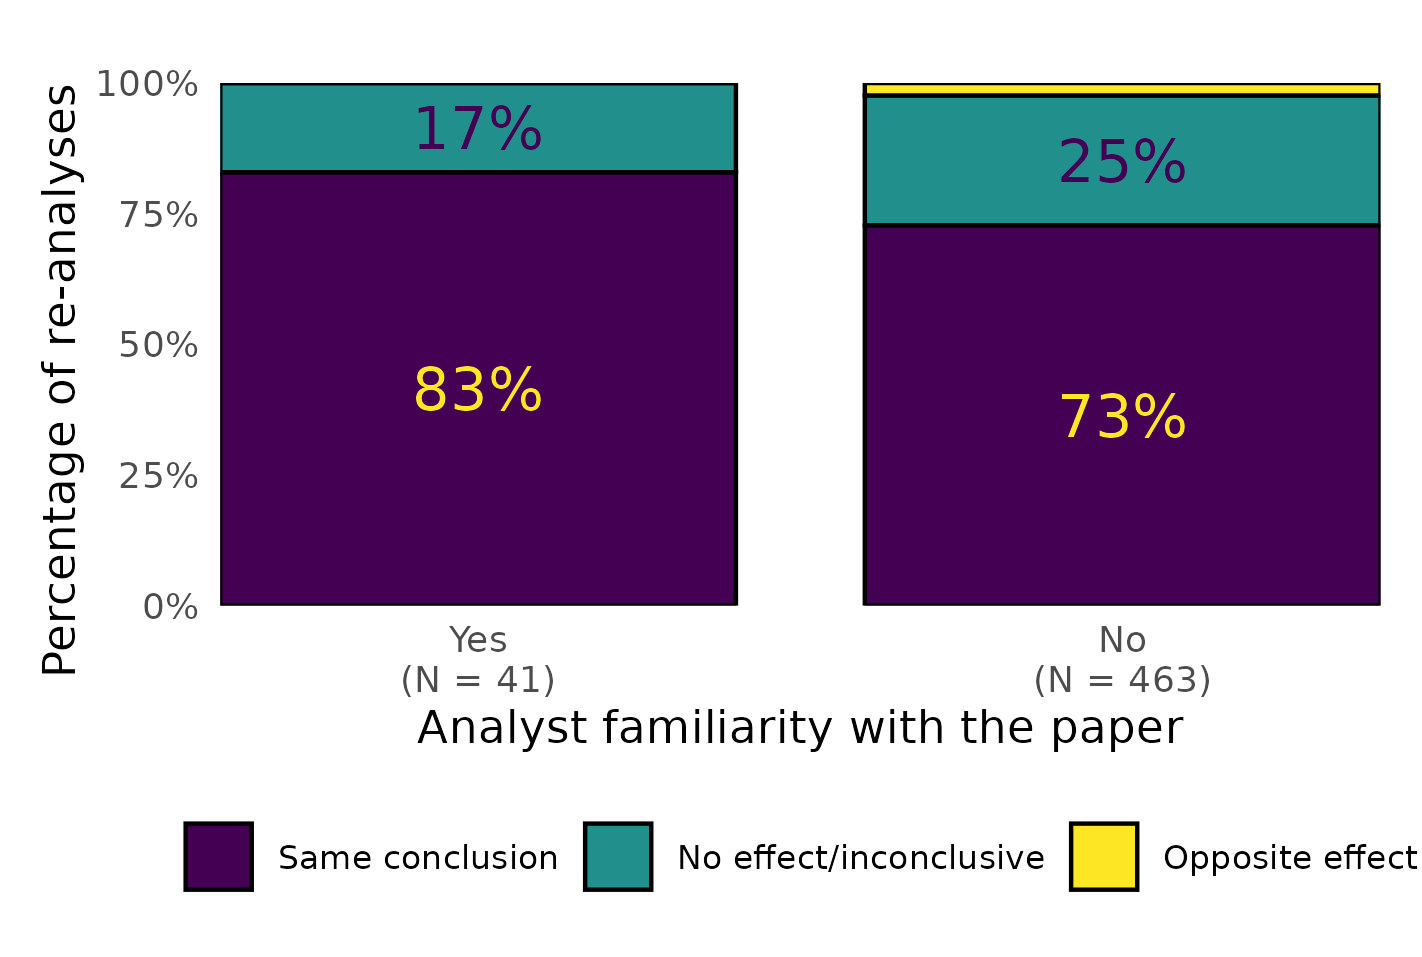 Percentage of re-analyses
100%
75%
50%
25%
0%
17%
83%
25%
73%
Yes
(N = 41)
No
(N = 463)
Analyst familiarity with the paper
Same conclusion
No effect/inconclusive
Opposite effect